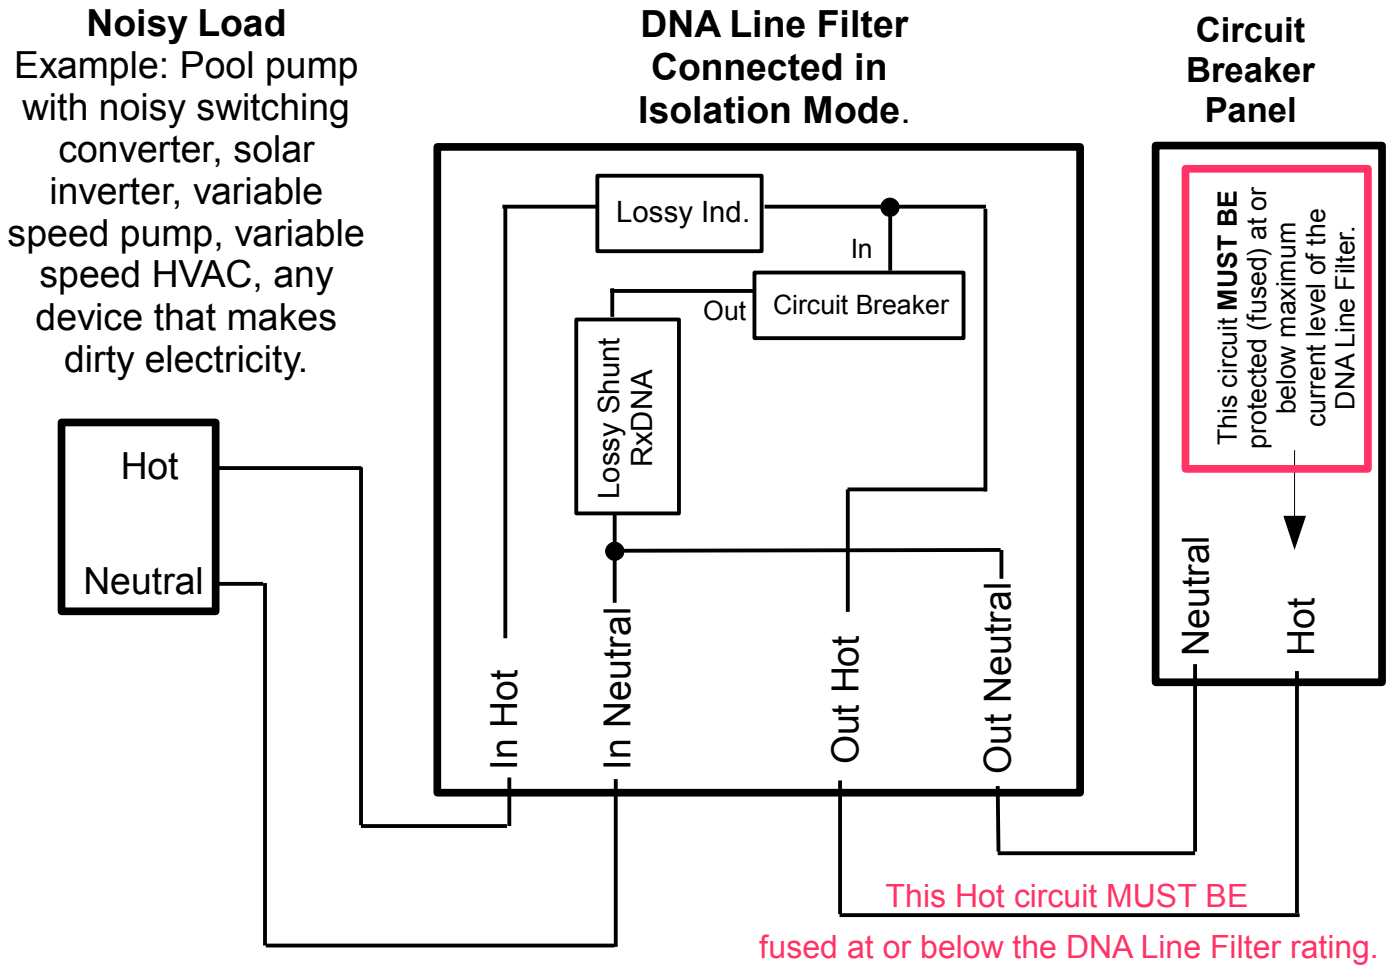 Noisy Load
Example: Pool pump
with noisy switching
converter, solar
inverter, variable
speed pump, variable
speed HVAC, any
device that makes
dirty electricity.
DNA Line Filter
Connected in
Isolation Mode.
Circuit
Breaker
Panel
Lossy Ind.
In
Out
Circuit Breaker
Lossy Shunt
RxDNA
This circuit MUST BE
protected (fused) at or
below maximum
current level of the
DNA Line Filter.
Hot
Neutral
In Hot
In Neutral
Out Hot
Out Neutral
Neutral
Hot
This Hot circuit MUST BE
fused at or below the DNA Line Filter rating.